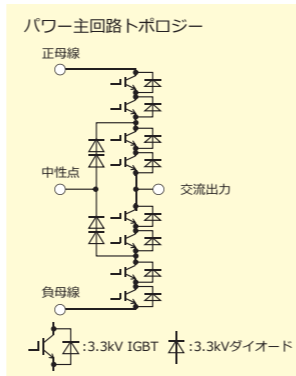 パワー主回路トポロジー
正母線
中性点
交流出力
負母線
:3.3kV IGBT
:3.3kVダイオード